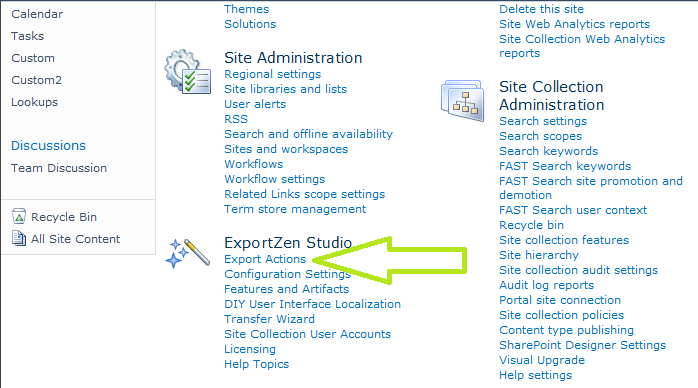 Calendar
Tasks
Custom
Custom2
Lookups
Discussions
Team Discussion
Recycle Bin
All Site Content
Themes
Solutions
Site Administration
Regional settings
Site libraries and lists
User alerts
RSS
Search and offline availability
Sites and workspaces
Workflows
Workflow settings
Related Links scope settings
Term store management
ExportZen Studio
Export Actions
Configuration Settings
Features and Artifacts
DIY User Interface Localization
Transfer Wizard
Site Collection User Accounts
Licensing
Help Topics
Delete this site
Site Web Analytics reports
Site Collection Web Analytics
reports
Site Collection
Administration
Search settings
Search scopes
Search keywords
FAST Search keywords
FAST Search site promotion and
demotion
FAST Search user context
Recycle bin
Site collection features
Site hierarchy
Site collection audit settings
Audit log reports
Portal site connection
Site collection policies
Content type publishing
SharePoint Designer Settings
Visual Upgrade
Help settings